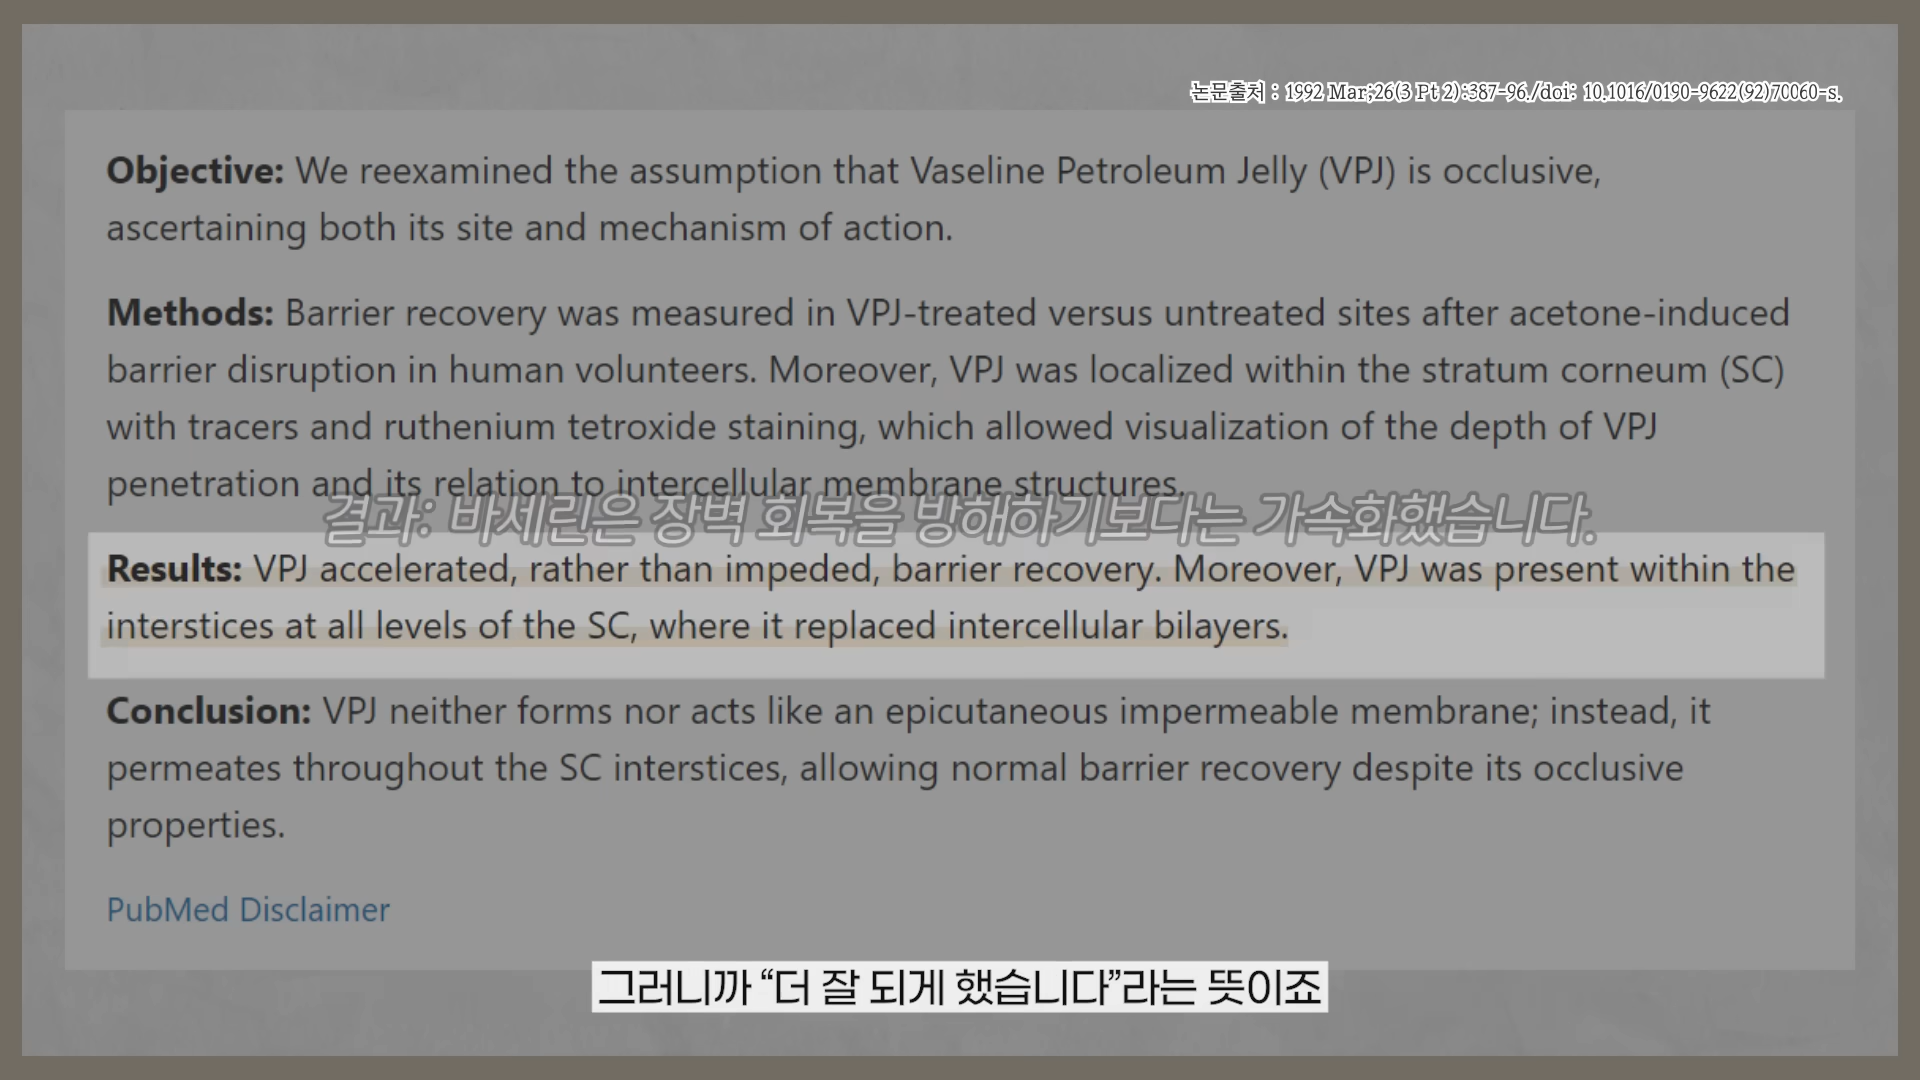 논문출처 : 1992 Mar;26(3 Pt 2):387-96./doi: 10.1016/0190-9622(92)70060-s.
Objective: We reexamined the assumption that Vaseline Petroleum Jelly (VPJ) is occlusive,
ascertaining both its site and mechanism of action.
Methods: Barrier recovery was measured in VPJ-treated versus untreated sites after acetone-induced
barrier disruption in human volunteers. Moreover, VPJ was localized within the stratum corneum (SC)
with tracers and ruthenium tetroxide staining, which allowed visualization of the depth of VPJ
penetration and its relation to intercellular membrane structures.
결과: 바세린은 장벽 회복을 방해하기보다는 가속화했습니다.
Results: VPJ accelerated, rather than impeded, barrier recovery. Moreover, VPJ was present within the
interstices at all levels of the SC, where it replaced intercellular bilayers.
Conclusion: VPJ neither forms nor acts like an epicutaneous impermeable membrane; instead, it
permeates throughout the SC interstices, allowing normal barrier recovery despite its occlusive
properties.
PubMed Disclaimer
그러니까 “더 잘 되게 했습니다”라는 뜻이죠